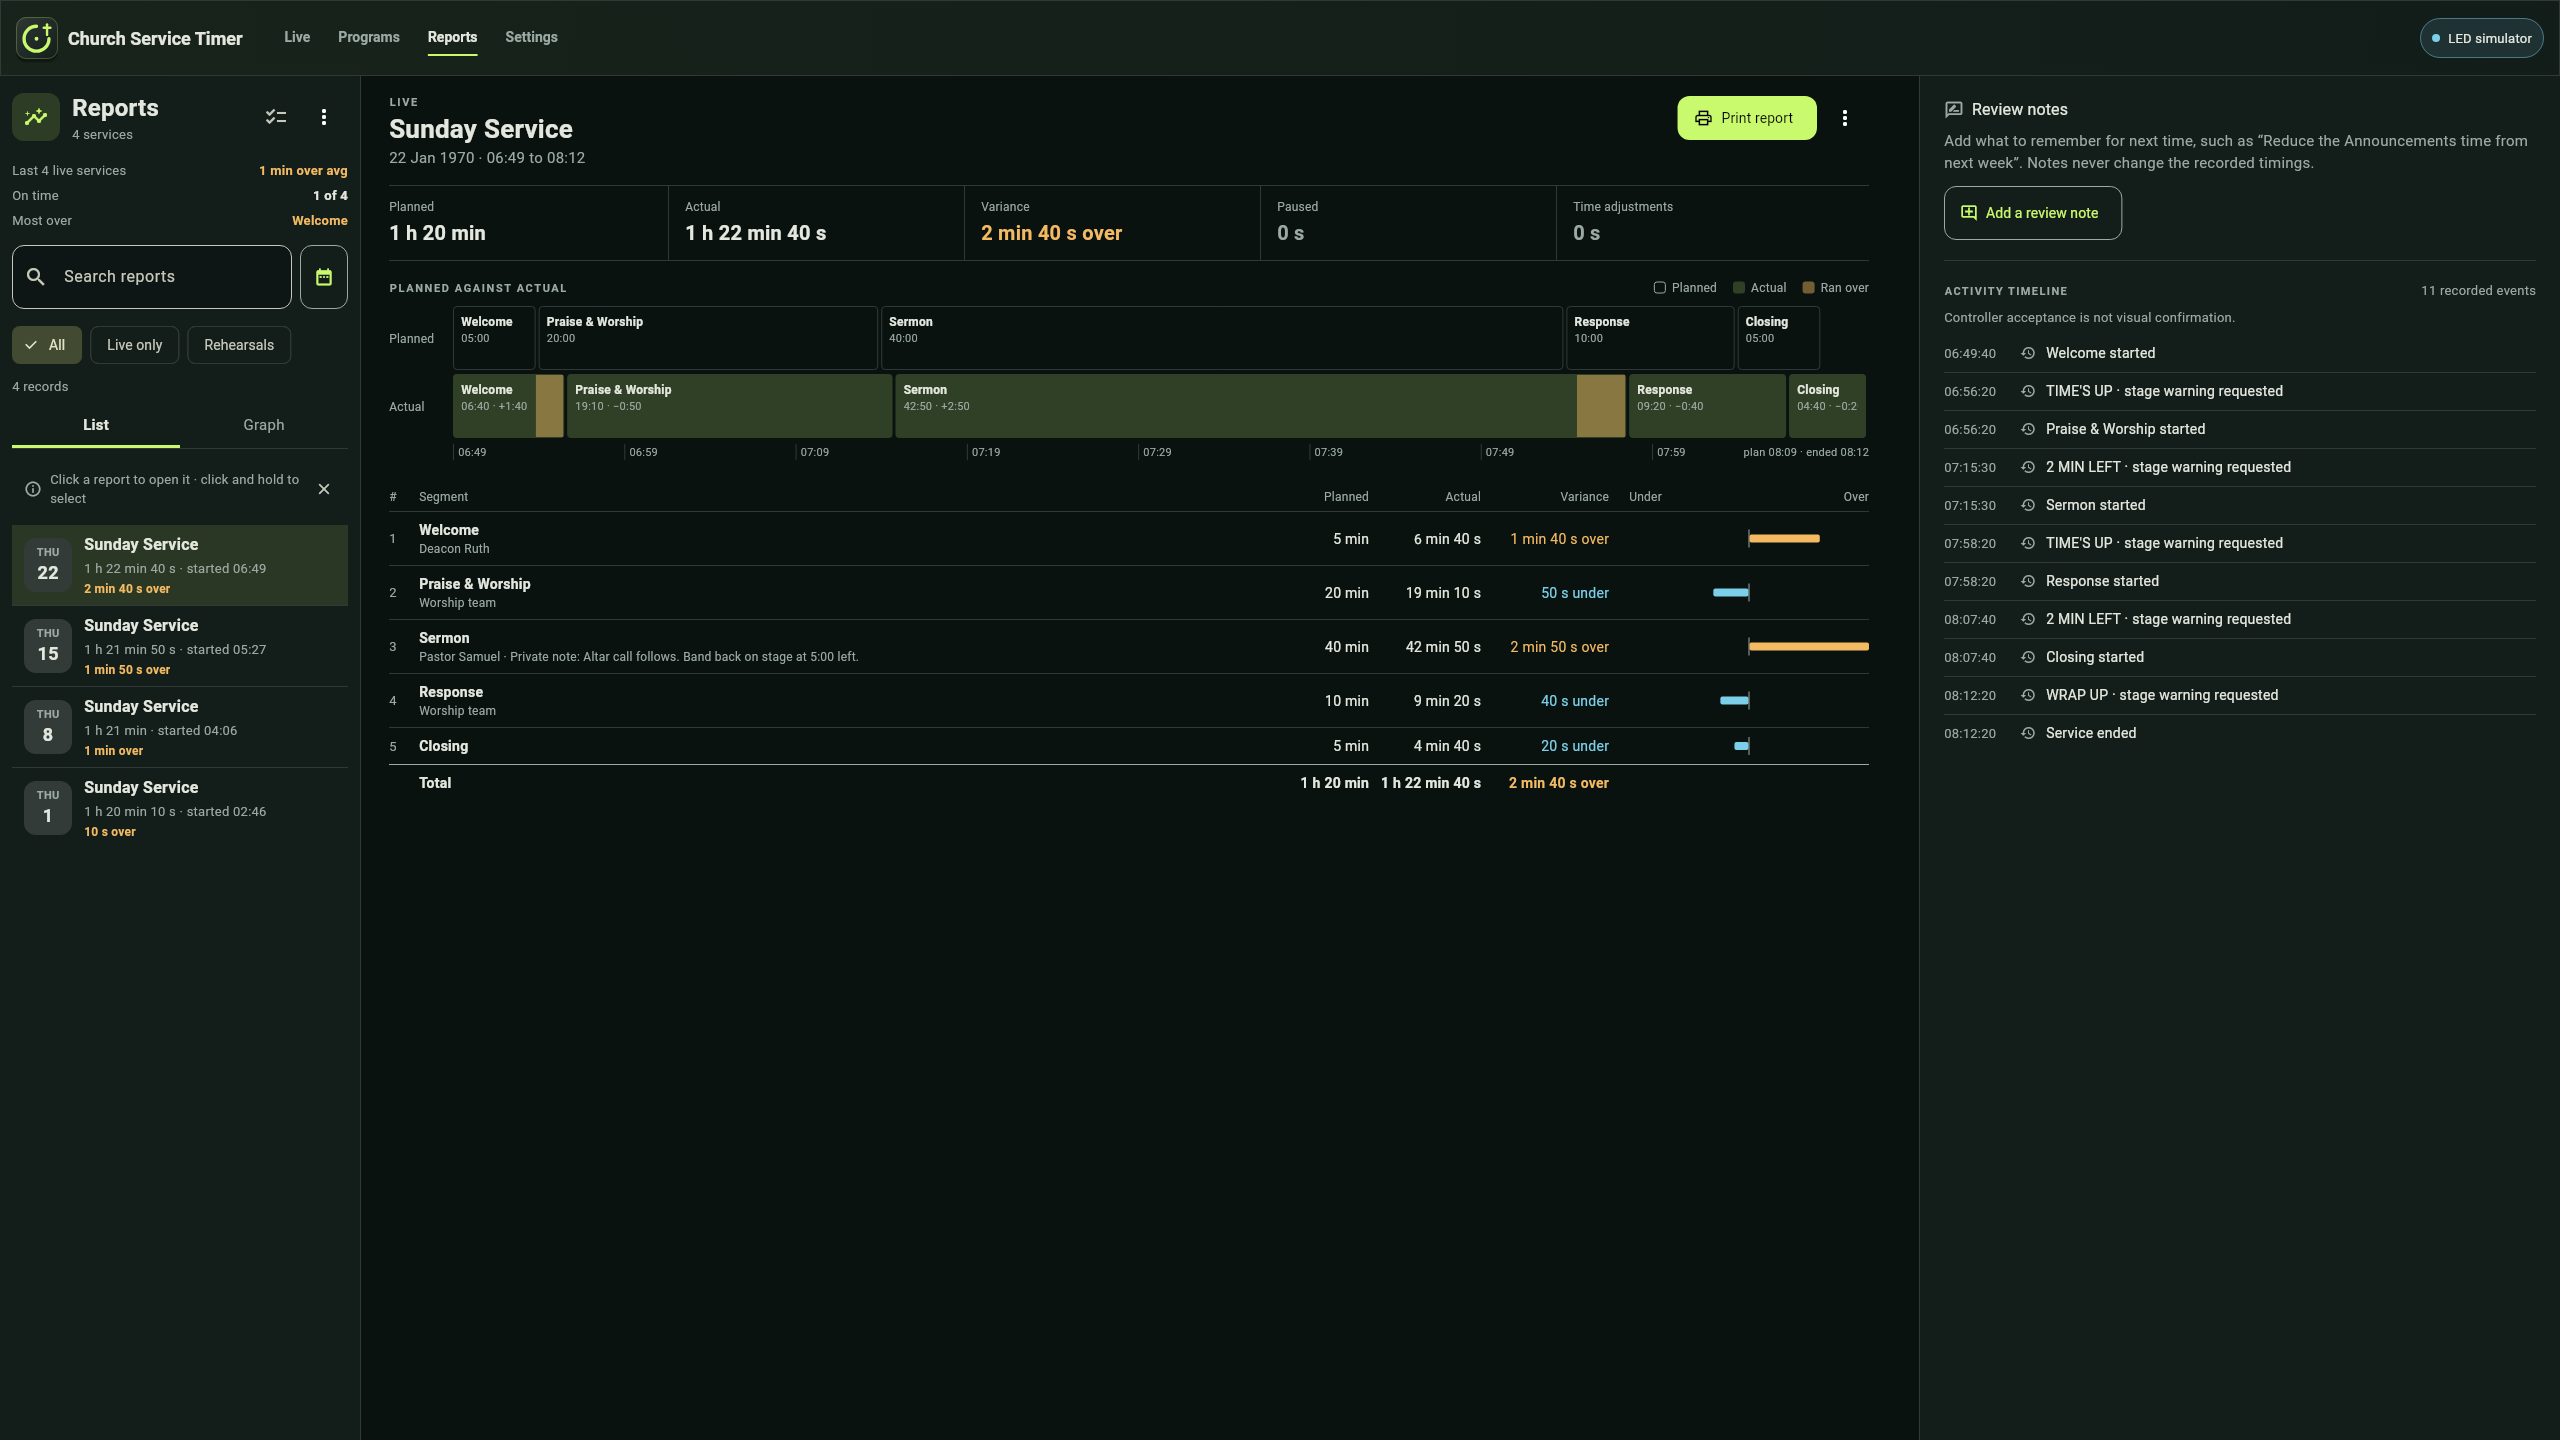 Church Service Timer
Live
Programs
Reports
Settings
LED simulator
Reports
4 services
Last 4 live services
1 min over avg
On time
1 of 4
Most over
Welcome
Search reports
All
Live only
Rehearsals
4 records
List
Graph
Click a report to open it · click and hold to
select
THU
22
Sunday Service
1 h 22 min 40 s · started 06:49
2 min 40 s over
THU
15
Sunday Service
1 h 21 min 50 s · started 05:27
1 min 50 s over
THU
8
Sunday Service
1 h 21 min · started 04:06
1 min over
THU
1
Sunday Service
1 h 20 min 10 s · started 02:46
10 s over
LIVE
Sunday Service
22 Jan 1970 · 06:49 to 08:12
Print report
Planned
1 h 20 min
Actual
1 h 22 min 40 s
Variance
2 min 40 s over
Paused
0 s
Time adjustments
0 s
PLANNED AGAINST ACTUAL
Planned
Actual
Ran over
Planned
Welcome
05:00
Praise & Worship
20:00
Sermon
40:00
Response
10:00
Closing
05:00
Actual
Welcome
06:40 · +1:40
Praise & Worship
19:10 · −0:50
Sermon
42:50 · +2:50
Response
09:20 · −0:40
Closing
04:40 · −0:2
06:49
06:59
07:09
07:19
07:29
07:39
07:49
07:59
plan 08:09 · ended 08:12
# Segment Planned Actual Variance Under Over
1 Welcome 5 min 6 min 40 s 1 min 40 s over
Deacon Ruth
2 Praise & Worship 20 min 19 min 10 s 50 s under
Worship team
3 Sermon 40 min 42 min 50 s 2 min 50 s over
Pastor Samuel · Private note: Altar call follows. Band back on stage at 5:00 left.
4 Response 10 min 9 min 20 s 40 s under
Worship team
5 Closing 5 min 4 min 40 s 20 s under
Total 1 h 20 min 1 h 22 min 40 s 2 min 40 s over
Review notes
Add what to remember for next time, such as “Reduce the Announcements time from
next week”. Notes never change the recorded timings.
Add a review note
ACTIVITY TIMELINE
11 recorded events
Controller acceptance is not visual confirmation.
06:49:40 Welcome started
06:56:20 TIME'S UP · stage warning requested
06:56:20 Praise & Worship started
07:15:30 2 MIN LEFT · stage warning requested
07:15:30 Sermon started
07:58:20 TIME'S UP · stage warning requested
07:58:20 Response started
08:07:40 2 MIN LEFT · stage warning requested
08:07:40 Closing started
08:12:20 WRAP UP · stage warning requested
08:12:20 Service ended